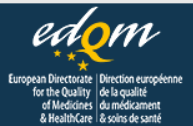 edQm
European Directorate
for the Quality
of Medicines
& HealthCare
Direction européenne
de la qualité
du médicament
& soins de santé